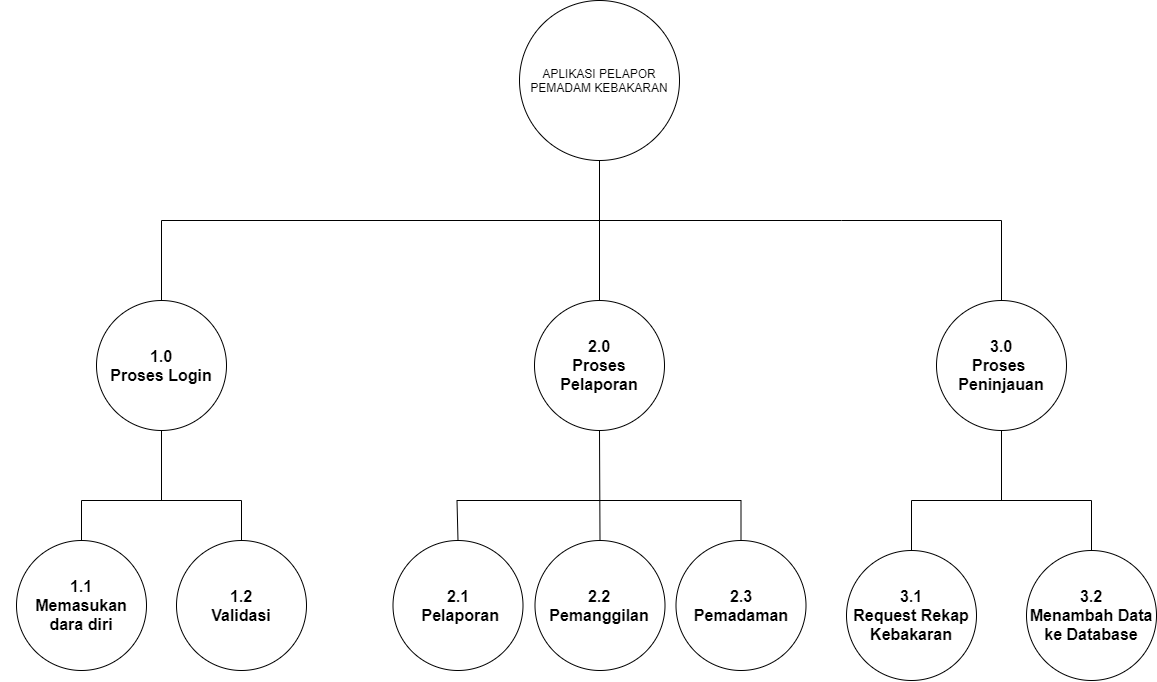 APLIKASI PELAPOR
PEMADAM KEBAKARAN
1.0
Proses Login
2.0
Proses
Pelaporan
3.0
Proses
Peninjauan
1.1
Memasukan
dara diri
1.2
Validasi
2.1
Pelaporan
2.2
Pemanggilan
2.3
Pemadaman
3.1
Request Rekap
Kebakaran
3.2
Menambah Data
ke Database